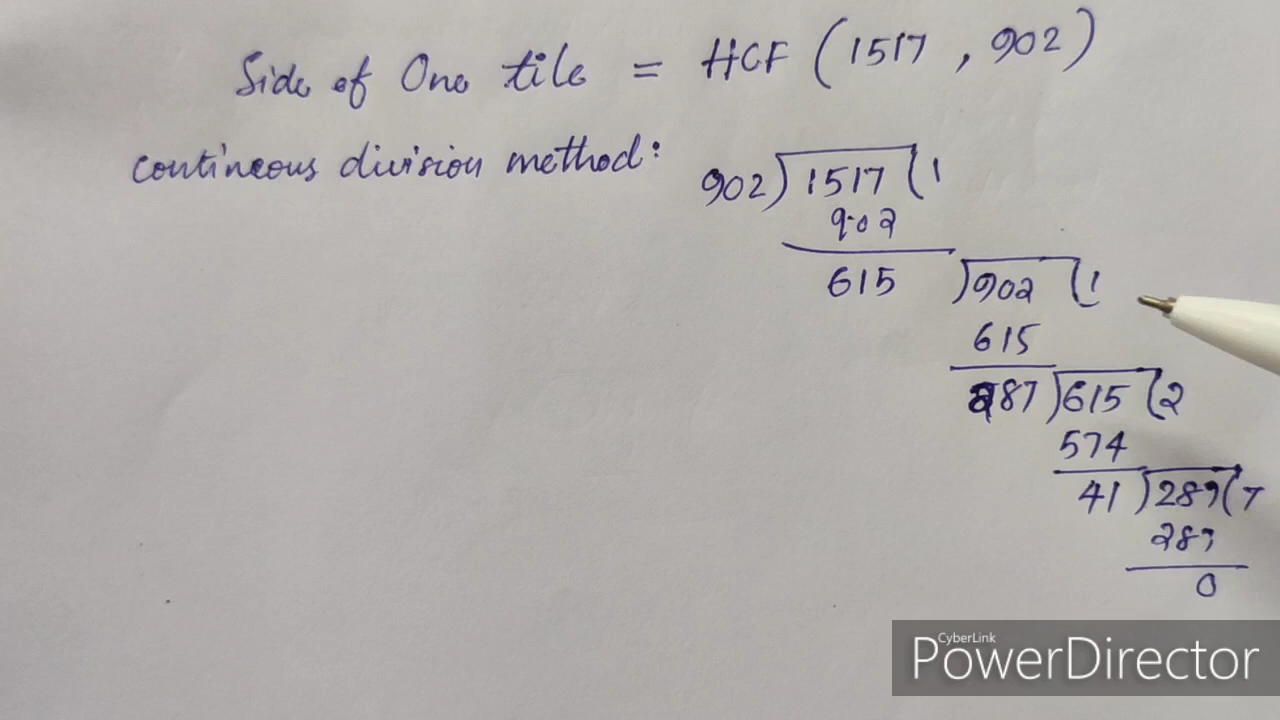 Side of One tile = HCF (1517, 902)
contineous division method:
902) 1517 (1
902
615 )902 (1
615
287 )615 (2
574
41 )287 (7
287
0
CyberLink
PowerDirector